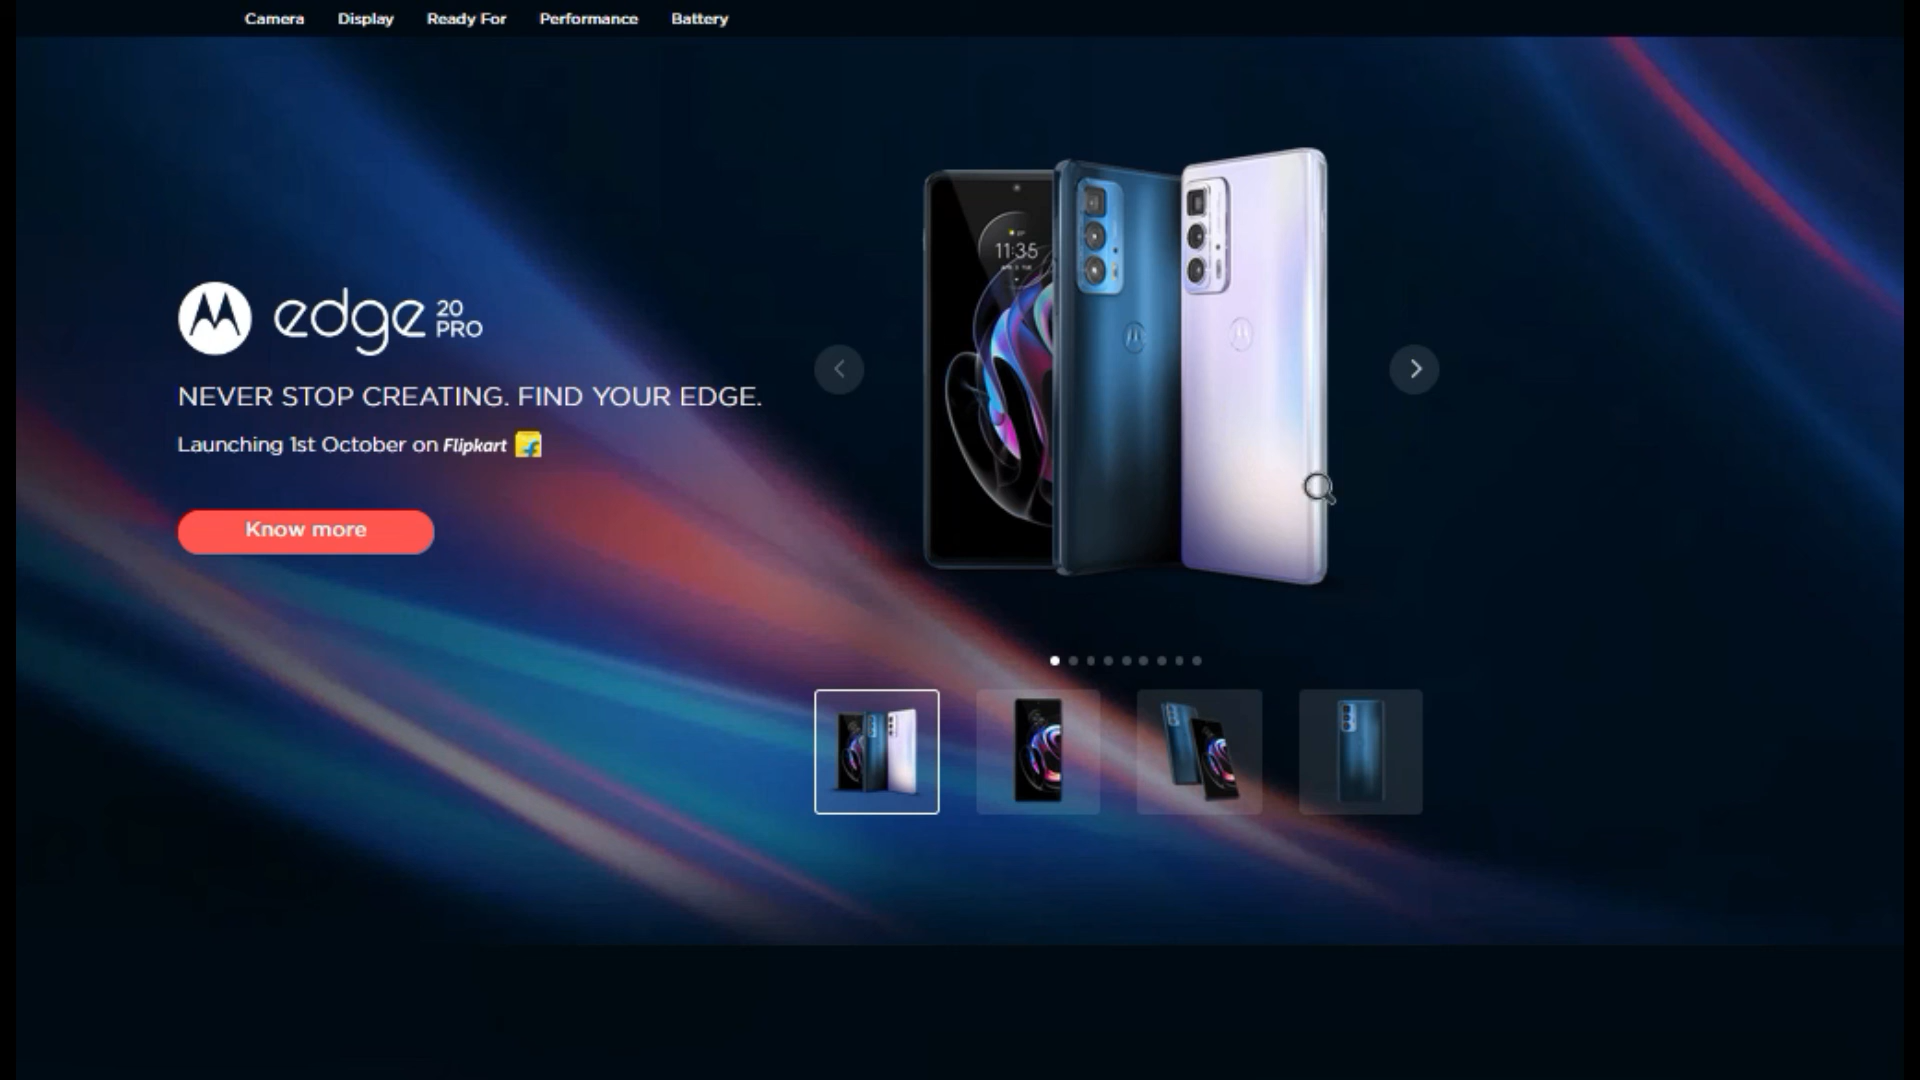 Camera Display Ready For Performance Battery
edge 20 PRO
NEVER STOP CREATING. FIND YOUR EDGE.
Launching 1st October on Flipkart
Know more
11:35